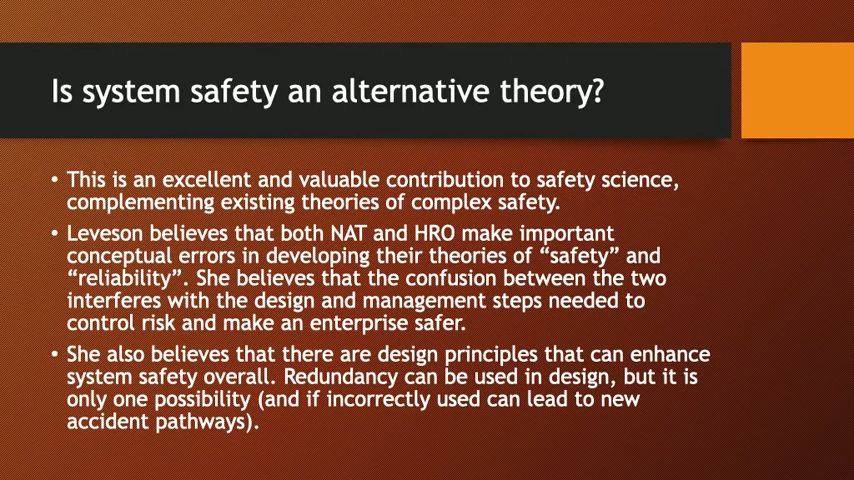 Is system safety an alternative theory?
• This is an excellent and valuable contribution to safety science,
complementing existing theories of complex safety.
• Leveson believes that both NAT and HRO make important
conceptual errors in developing their theories of “safety” and
“reliability”. She believes that the confusion between the two
interferes with the design and management steps needed to
control risk and make an enterprise safer.
• She also believes that there are design principles that can enhance
system safety overall. Redundancy can be used in design, but it is
only one possibility (and if incorrectly used can lead to new
accident pathways).